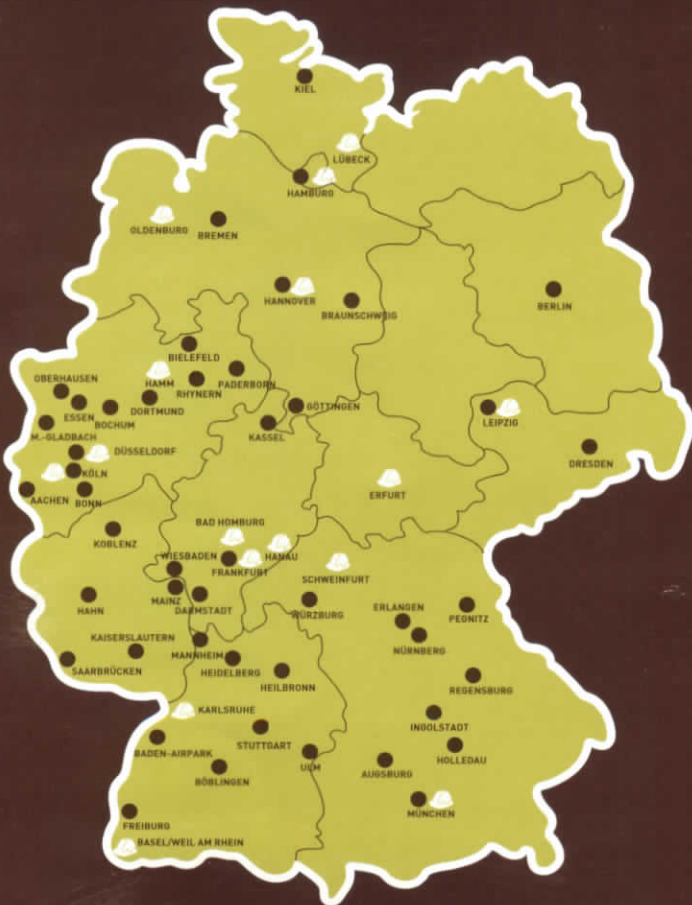 KIEL
LÜBECK
HAMBURG
OLDENBURG
BREMEN
HANNOVER
BRAUNSCHWEIG
BERLIN
BIELEFELD
HAMM
PADERBORN
RHYNERN
OBERHAUSEN
ESSEN
BOCHUM
DORTMUND
GÖTTINGEN
LEIPZIG
KASSEL
M.-GLADBACH
DÜSSELDORF
DRESDEN
KÖLN
ERFURT
AACHEN
BONN
BAD HOMBURG
KOBLENZ
WIESBADEN
HANAU
FRANKFURT
SCHWEINFURT
MAINZ
HAHN
DARMSTADT
WÜRZBURG
ERLANGEN
PEGNITZ
KAISERSLAUTERN
NÜRNBERG
MANNHEIM
SAARBRÜCKEN
HEIDELBERG
HEILBRONN
REGENSBURG
KARLSRUHE
INGOLSTADT
STUTTGART
BADEN-AIRPARK
HOLLEDAU
ULM
AUGSBURG
BÖBLINGEN
MÜNCHEN
FREIBURG
BASEL/WEIL AM RHEIN